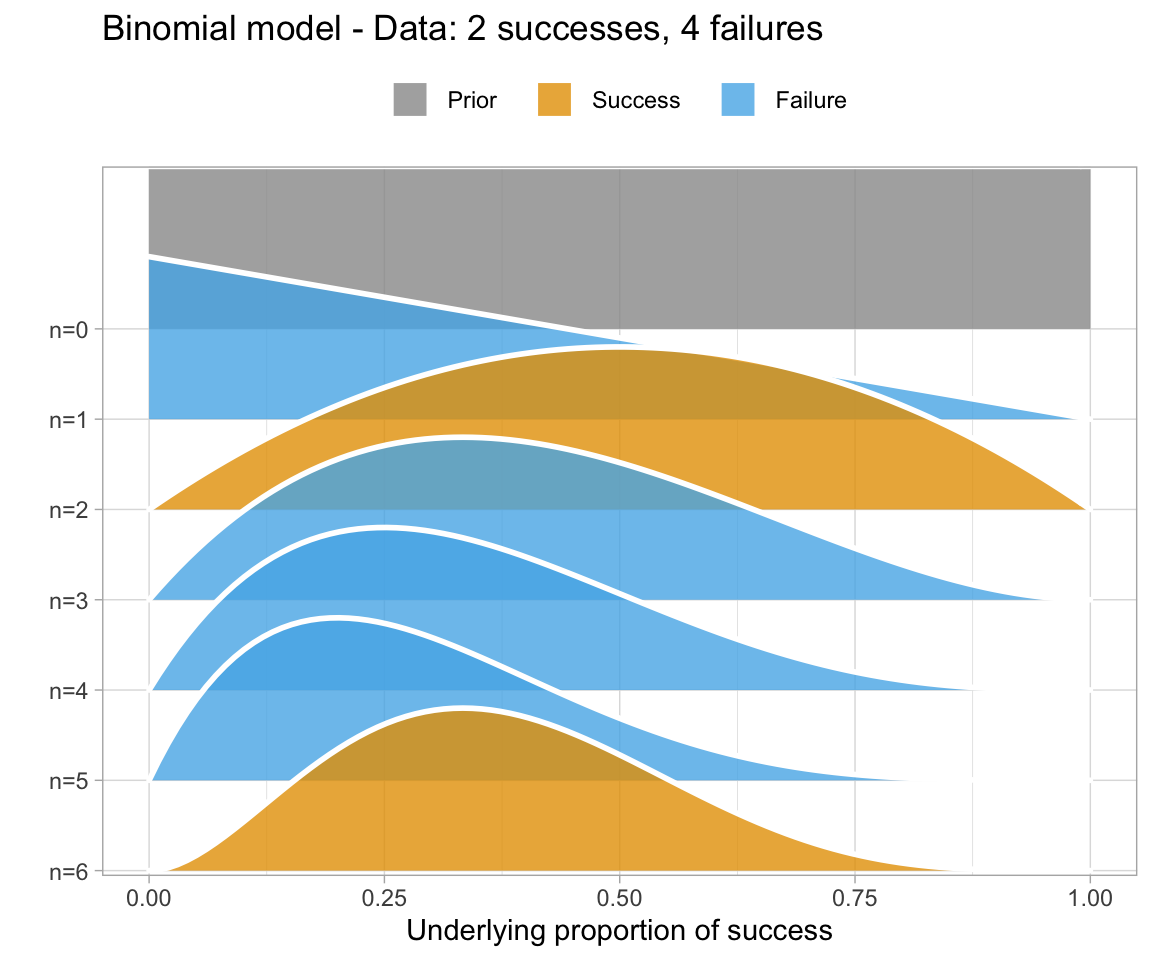 Binomial model - Data: 2 successes, 4 failures
Prior Success Failure
n=0
n=1
n=2
n=3
n=4
n=5
n=6
0.00 0.25 0.50 0.75 1.00
Underlying proportion of success